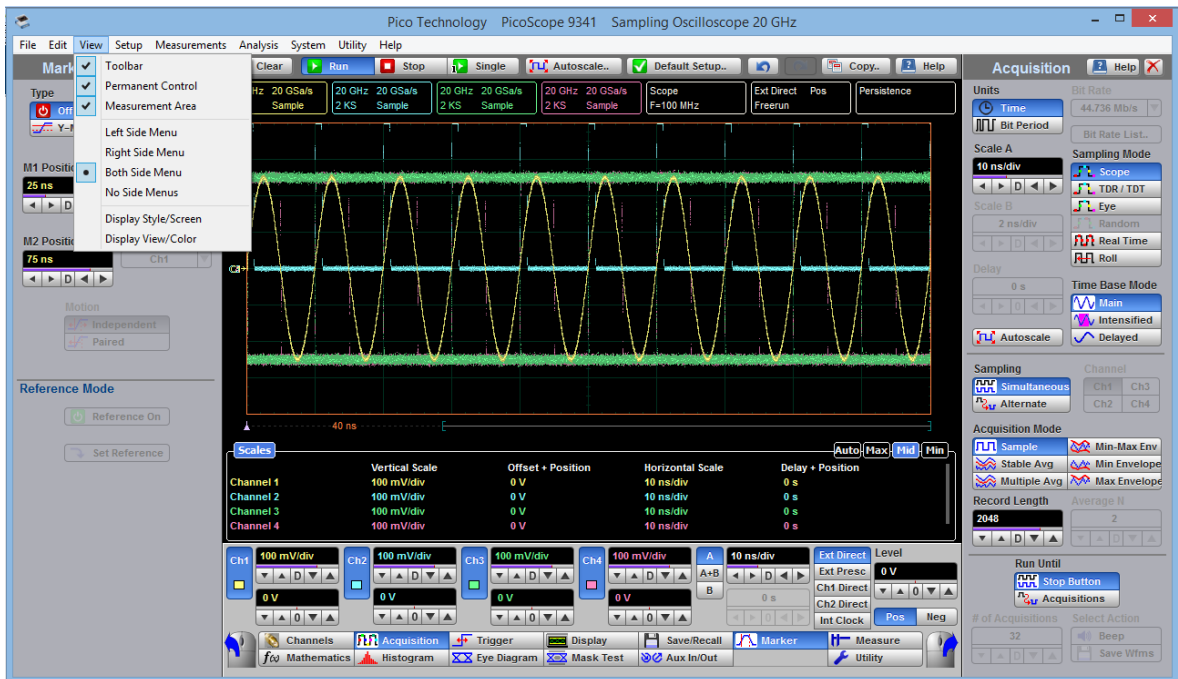 Pico Technology PicoScope 9341 Sampling Oscilloscope 20 GHz
File Edit View Setup Measurements Analysis System Utility Help
Toolbar
Permanent Control
Measurement Area
Left Side Menu
Right Side Menu
Both Side Menu
No Side Menus
Display Style/Screen
Display View/Color
Clear Run Stop Single Autoscale.. Default Setup.. Copy.. Help
Type
Off
M1 Position
25 ns
D
M2 Position
75 ns
Ch1
D
Motion
Independent
Paired
Reference Mode
Reference On
Set Reference
Hz 20 GSa/s
Sample
20 GHz 20 GSa/s
2 KS Sample
20 GHz 20 GSa/s
2 KS Sample
20 GHz 20 GSa/s
2 KS Sample
Scope
F=100 MHz
Ext Direct Pos
Freerun
Persistence
40 ns
Scales
Auto Max Mid Min
Vertical Scale Offset + Position Horizontal Scale Delay + Position
Channel 1 100 mV/div 0 V 10 ns/div 0 s
Channel 2 100 mV/div 0 V 10 ns/div 0 s
Channel 3 100 mV/div 0 V 10 ns/div 0 s
Channel 4 100 mV/div 0 V 10 ns/div 0 s
Ch1 100 mV/div Ch2 100 mV/div Ch3 100 mV/div Ch4 100 mV/div A 10 ns/div Ext Direct Level
D D D D A+B D Ext Presc 0 V
0 V 0 V 0 V 0 V B 0 s Ch1 Direct 0
Ch2 Direct
0 0 0 0 0 Int Clock Pos Neg
Channels Acquisition Trigger Display Save/Recall Marker Measure
f(x) Mathematics Histogram Eye Diagram Mask Test Aux In/Out Utility
Acquisition Help
Units
Time
Bit Period
Bit Rate
44.736 Mb/s
Bit Rate List..
Scale A
10 ns/div
D
Scale B
2 ns/div
D
Delay
0 s
0
Autoscale
Sampling Mode
Scope
TDR / TDT
Eye
Random
Real Time
Roll
Time Base Mode
Main
Intensified
Delayed
Sampling
Simultaneous
Alternate
Channel
Ch1 Ch3
Ch2 Ch4
Acquisition Mode
Sample Min-Max Env
Stable Avg Min Envelope
Multiple Avg Max Envelope
Record Length Average N
2048 2
D D
Run Until
Stop Button
Acquisitions
# of Acquisitions Select Action
32 Beep
D Save Wfms